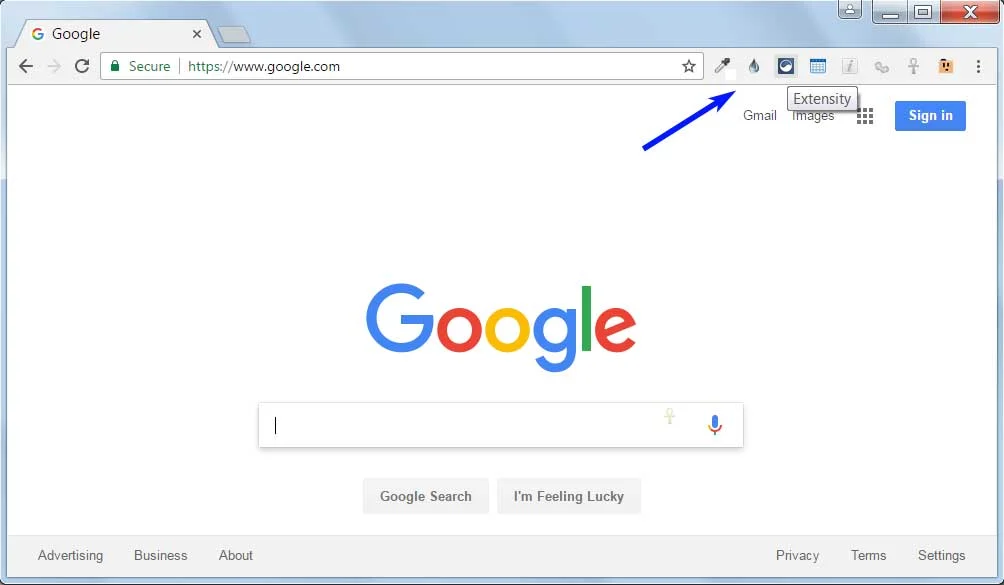 Google
Secure https://www.google.com
Extensity
Gmail Images Sign in
Google
Google Search I'm Feeling Lucky
Advertising Business About Privacy Terms Settings